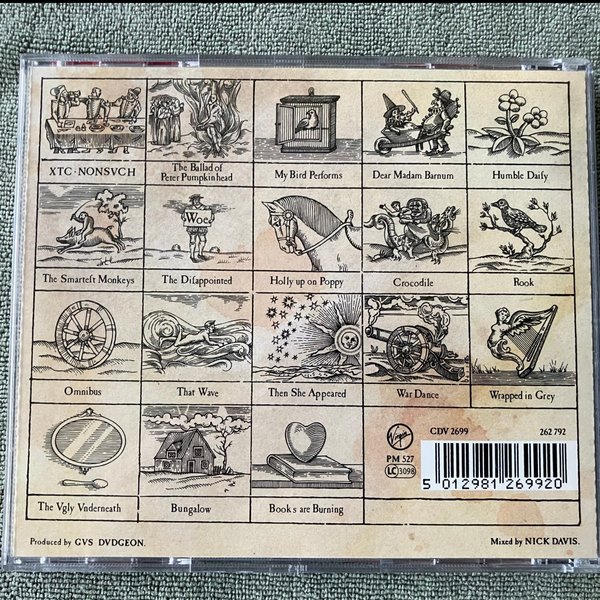 XTC · NONSVCH
The Ballad of
Peter Pumpkinhead
My Bird Performs
Dear Madam Barnum
Humble Daiſy
Woe
The Smarteſt Monkeys
The Diſappointed
Holly up on Poppy
Crocodile
Rook
Omnibus
That Wave
Then She Appeared
War Dance
Wrapped in Grey
The Vgly Vnderneath
Bungalow
Books are Burning
Virgin
CDV 2699
262 792
PM 527
LC 3098
5 012981 269920
Produced by GVS DVDGEON.
Mixed by NICK DAVIS.